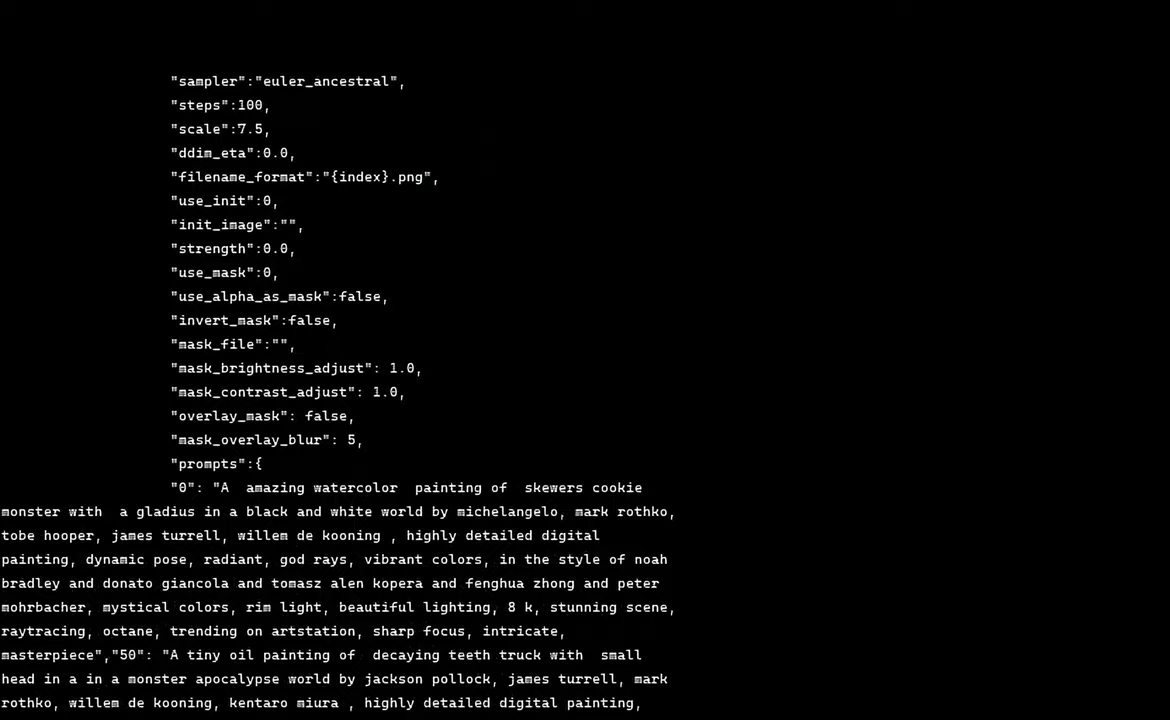 "sampler":"euler_ancestral",
"steps":100,
"scale":7.5,
"ddim_eta":0.0,
"filename_format":"{index}.png",
"use_init":0,
"init_image":"",
"strength":0.0,
"use_mask":0,
"use_alpha_as_mask":false,
"invert_mask":false,
"mask_file":"",
"mask_brightness_adjust": 1.0,
"mask_contrast_adjust": 1.0,
"overlay_mask": false,
"mask_overlay_blur": 5,
"prompts":{
"0": "A  amazing watercolor  painting of  skewers cookie
monster with  a gladius in a black and white world by michelangelo, mark rothko,
tobe hooper, james turrell, willem de kooning , highly detailed digital
painting, dynamic pose, radiant, god rays, vibrant colors, in the style of noah
bradley and donato giancola and tomasz alen kopera and fenghua zhong and peter
mohrbacher, mystical colors, rim light, beautiful lighting, 8 k, stunning scene,
raytracing, octane, trending on artstation, sharp focus, intricate,
masterpiece","50": "A tiny oil painting of  decaying teeth truck with  small
head in a in a monster apocalypse world by jackson pollock, james turrell, mark
rothko, willem de kooning, kentaro miura , highly detailed digital painting,